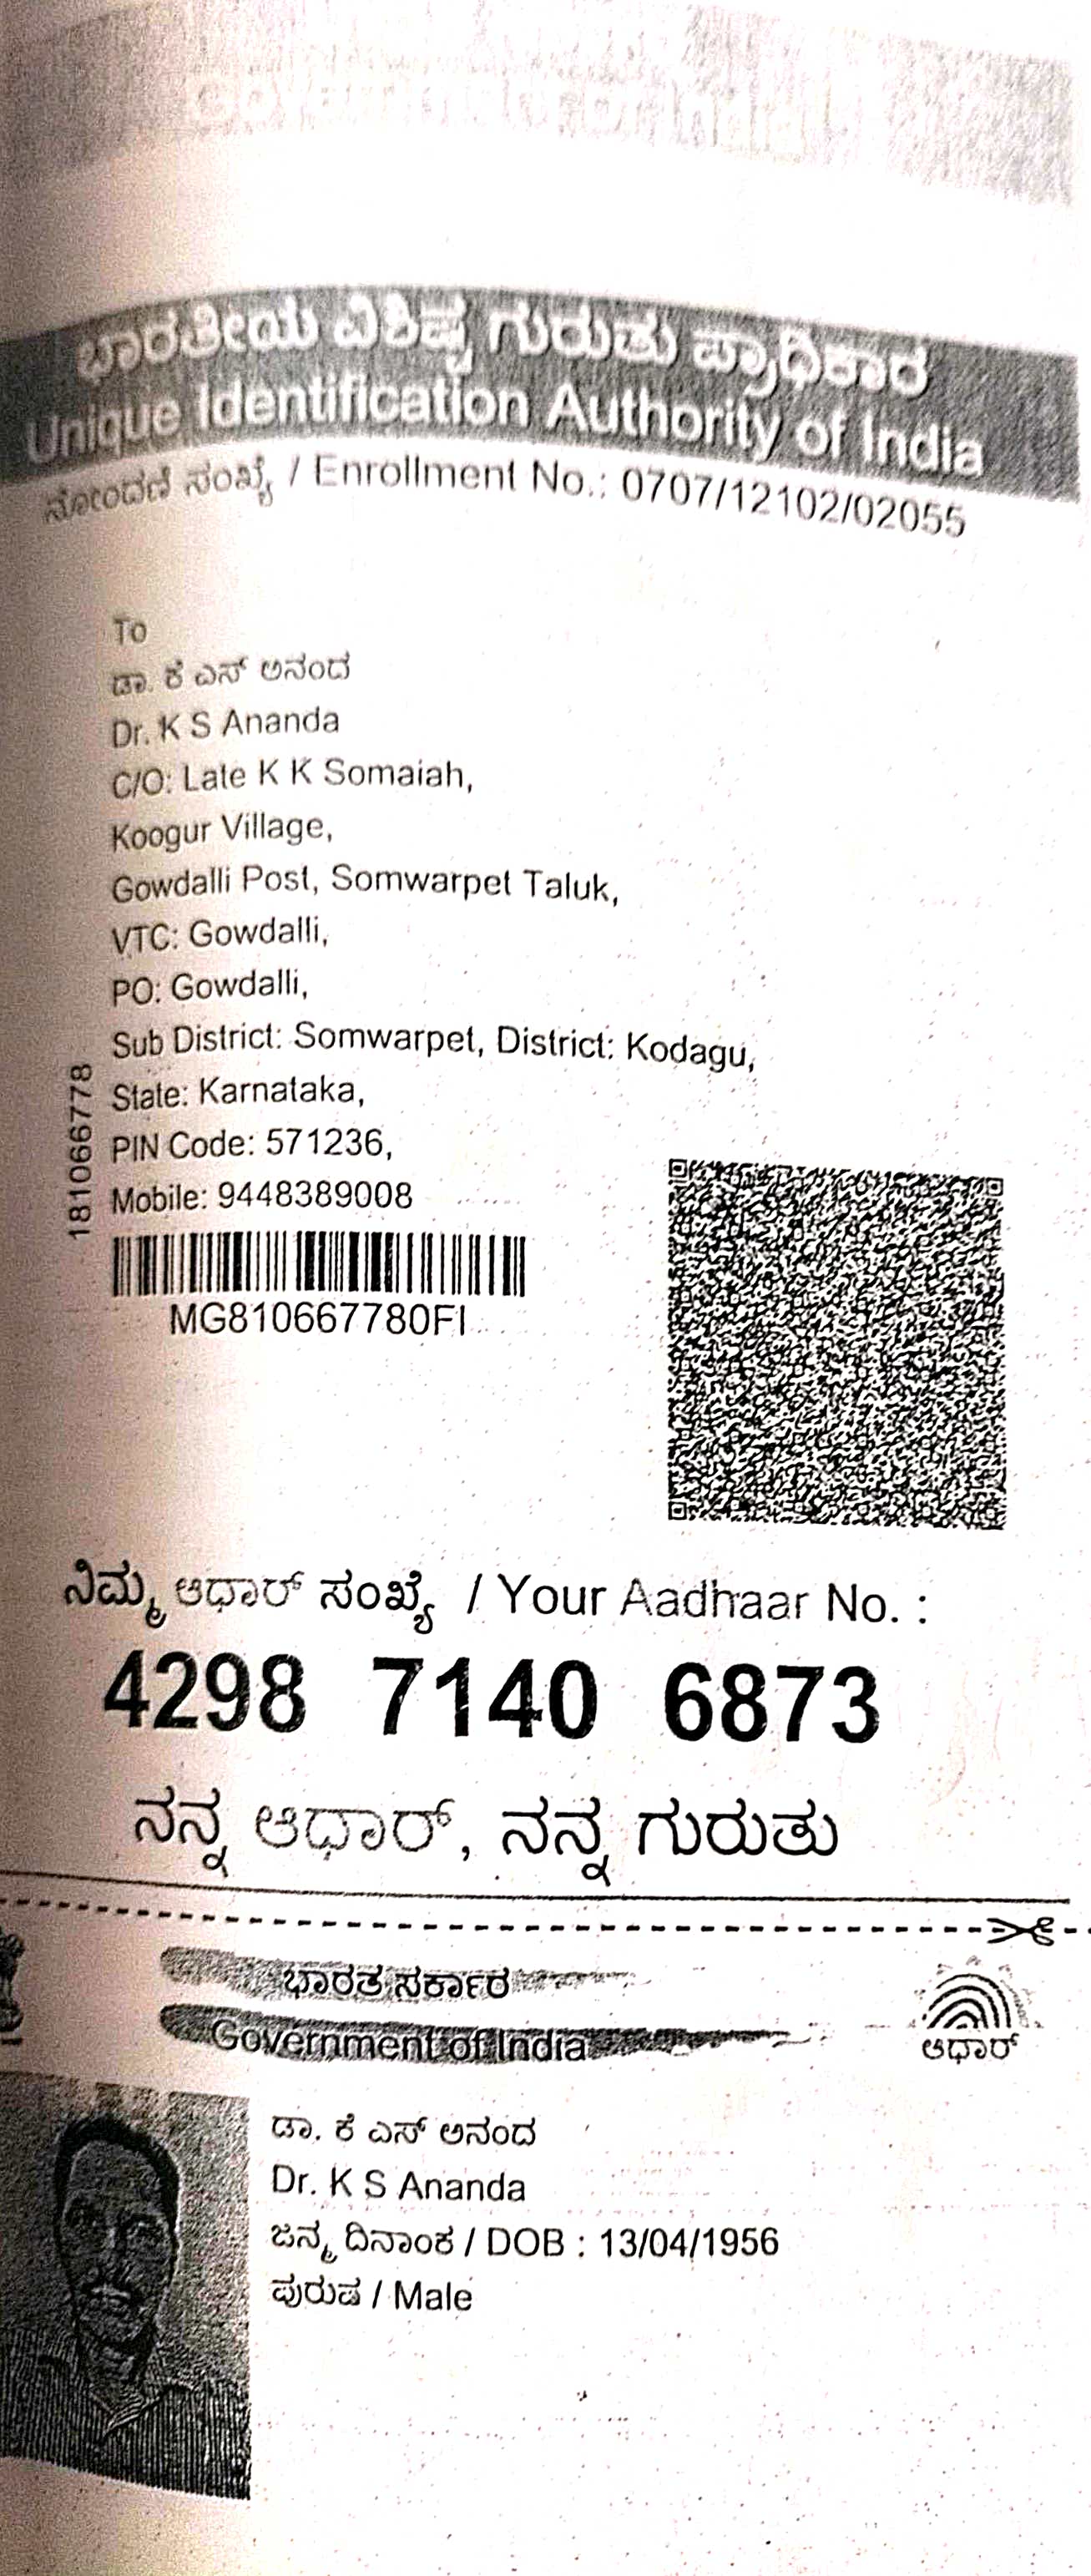 ಭಾರತೀಯ ವಿಶಿಷ್ಟ ಗುರುತು ಪ್ರಾಧಿಕಾರ
Unique Identification Authority of India
ನೋಂದಣಿ ಸಂಖ್ಯೆ / Enrollment No.: 0707/12102/02055
To
ಡಾ. ಕೆ ಎಸ್ ಅನಂದ
Dr. K S Ananda
C/O: Late K K Somaiah,
Koogur Village,
Gowdalli Post, Somwarpet Taluk,
VTC: Gowdalli,
PO: Gowdalli,
Sub District: Somwarpet, District: Kodagu,
State: Karnataka,
PIN Code: 571236,
Mobile: 9448389008
181066778
MG810667780FI
ನಿಮ್ಮ ಆಧಾರ್ ಸಂಖ್ಯೆ / Your Aadhaar No. :
4298 7140 6873
ನನ್ನ ಆಧಾರ್, ನನ್ನ ಗುರುತು
ಭಾರತ ಸರ್ಕಾರ
Government of India
ಆಧಾರ್
ಡಾ. ಕೆ ಎಸ್ ಅನಂದ
Dr. K S Ananda
ಜನ್ಮ ದಿನಾಂಕ / DOB : 13/04/1956
ಪುರುಷ / Male